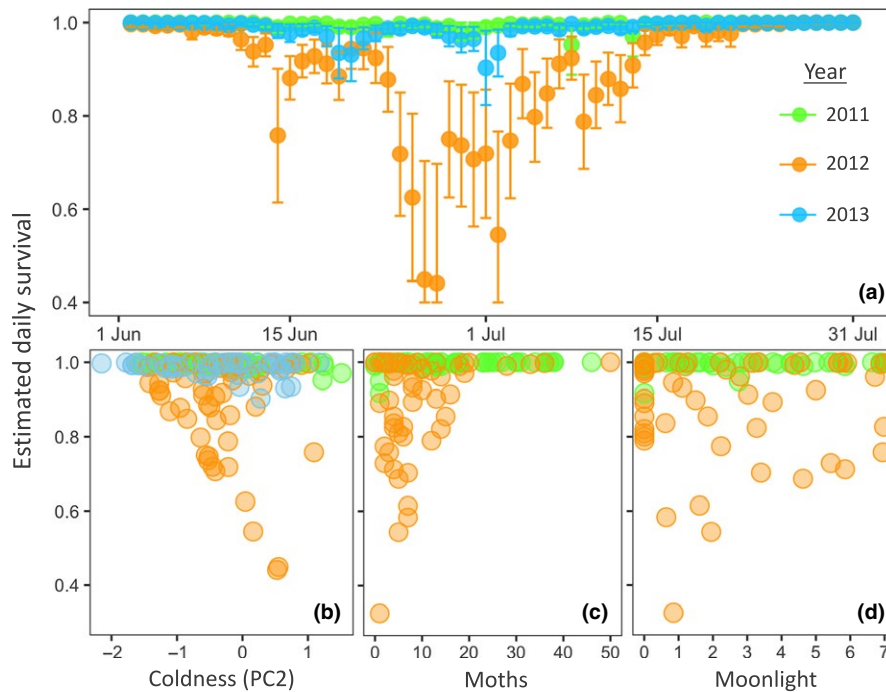 1.0
0.8
0.6
0.4
Year
2011
2012
2013
(a)
1 Jun
15 Jun
1 Jul
15 Jul
31 Jul
Estimated daily survival
1.0
0.8
0.6
0.4
(b)
(c)
(d)
–2
–1
0
1
0
10
20
30
40
50
0
1
2
3
4
5
6
7
Coldness (PC2)
Moths
Moonlight